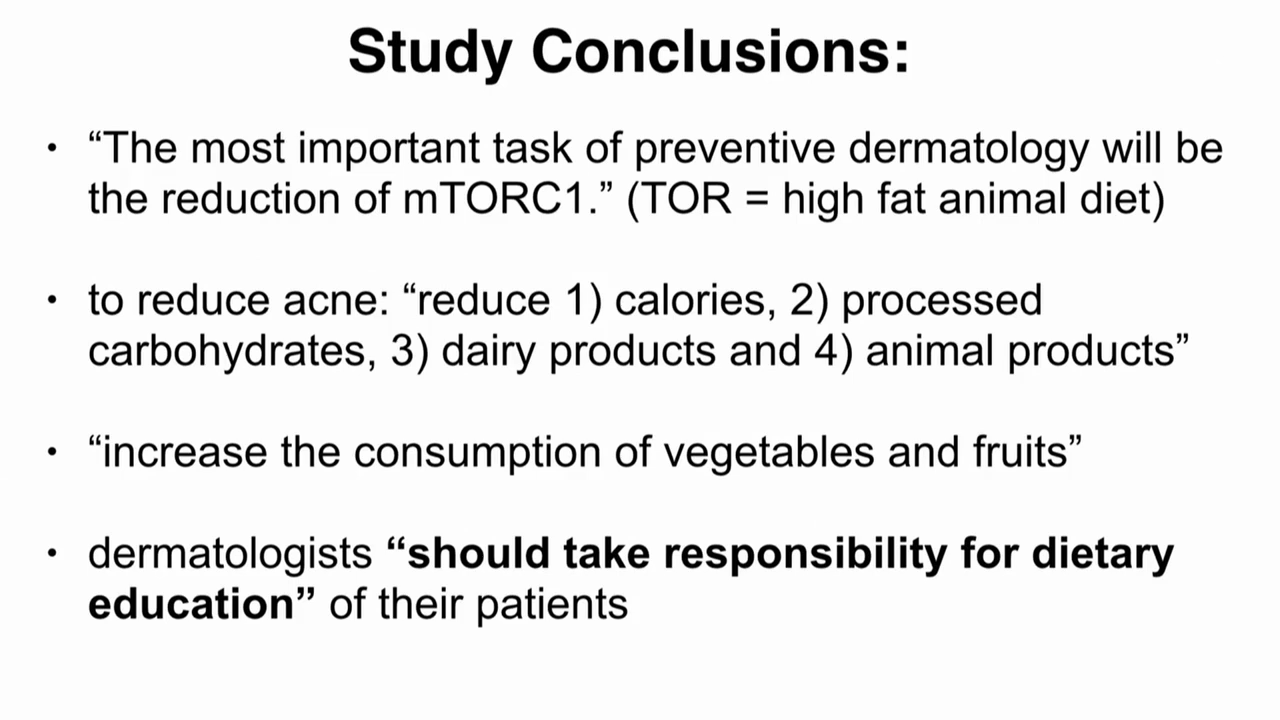 Study Conclusions:
• “The most important task of preventive dermatology will be
the reduction of mTORC1.” (TOR = high fat animal diet)
• to reduce acne: “reduce 1) calories, 2) processed
carbohydrates, 3) dairy products and 4) animal products”
• “increase the consumption of vegetables and fruits”
• dermatologists “should take responsibility for dietary
education” of their patients